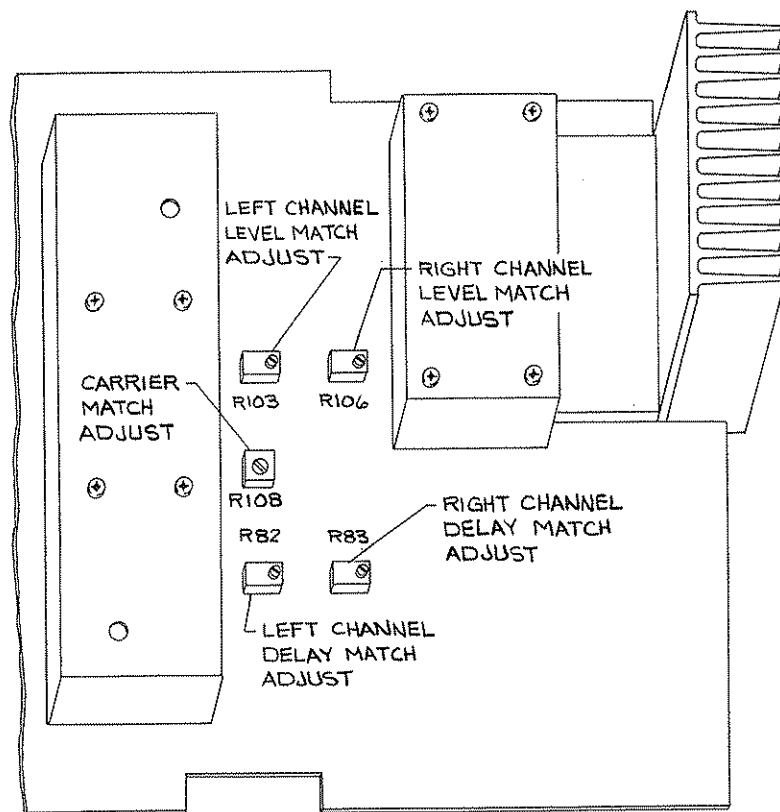 LEFT CHANNEL
LEVEL MATCH
ADJUST
RIGHT CHANNEL
LEVEL MATCH
ADJUST
R103
R106
CARRIER
MATCH
ADJUST
R108
R82
R83
RIGHT CHANNEL
DELAY MATCH
ADJUST
LEFT CHANNEL
DELAY MATCH
ADJUST